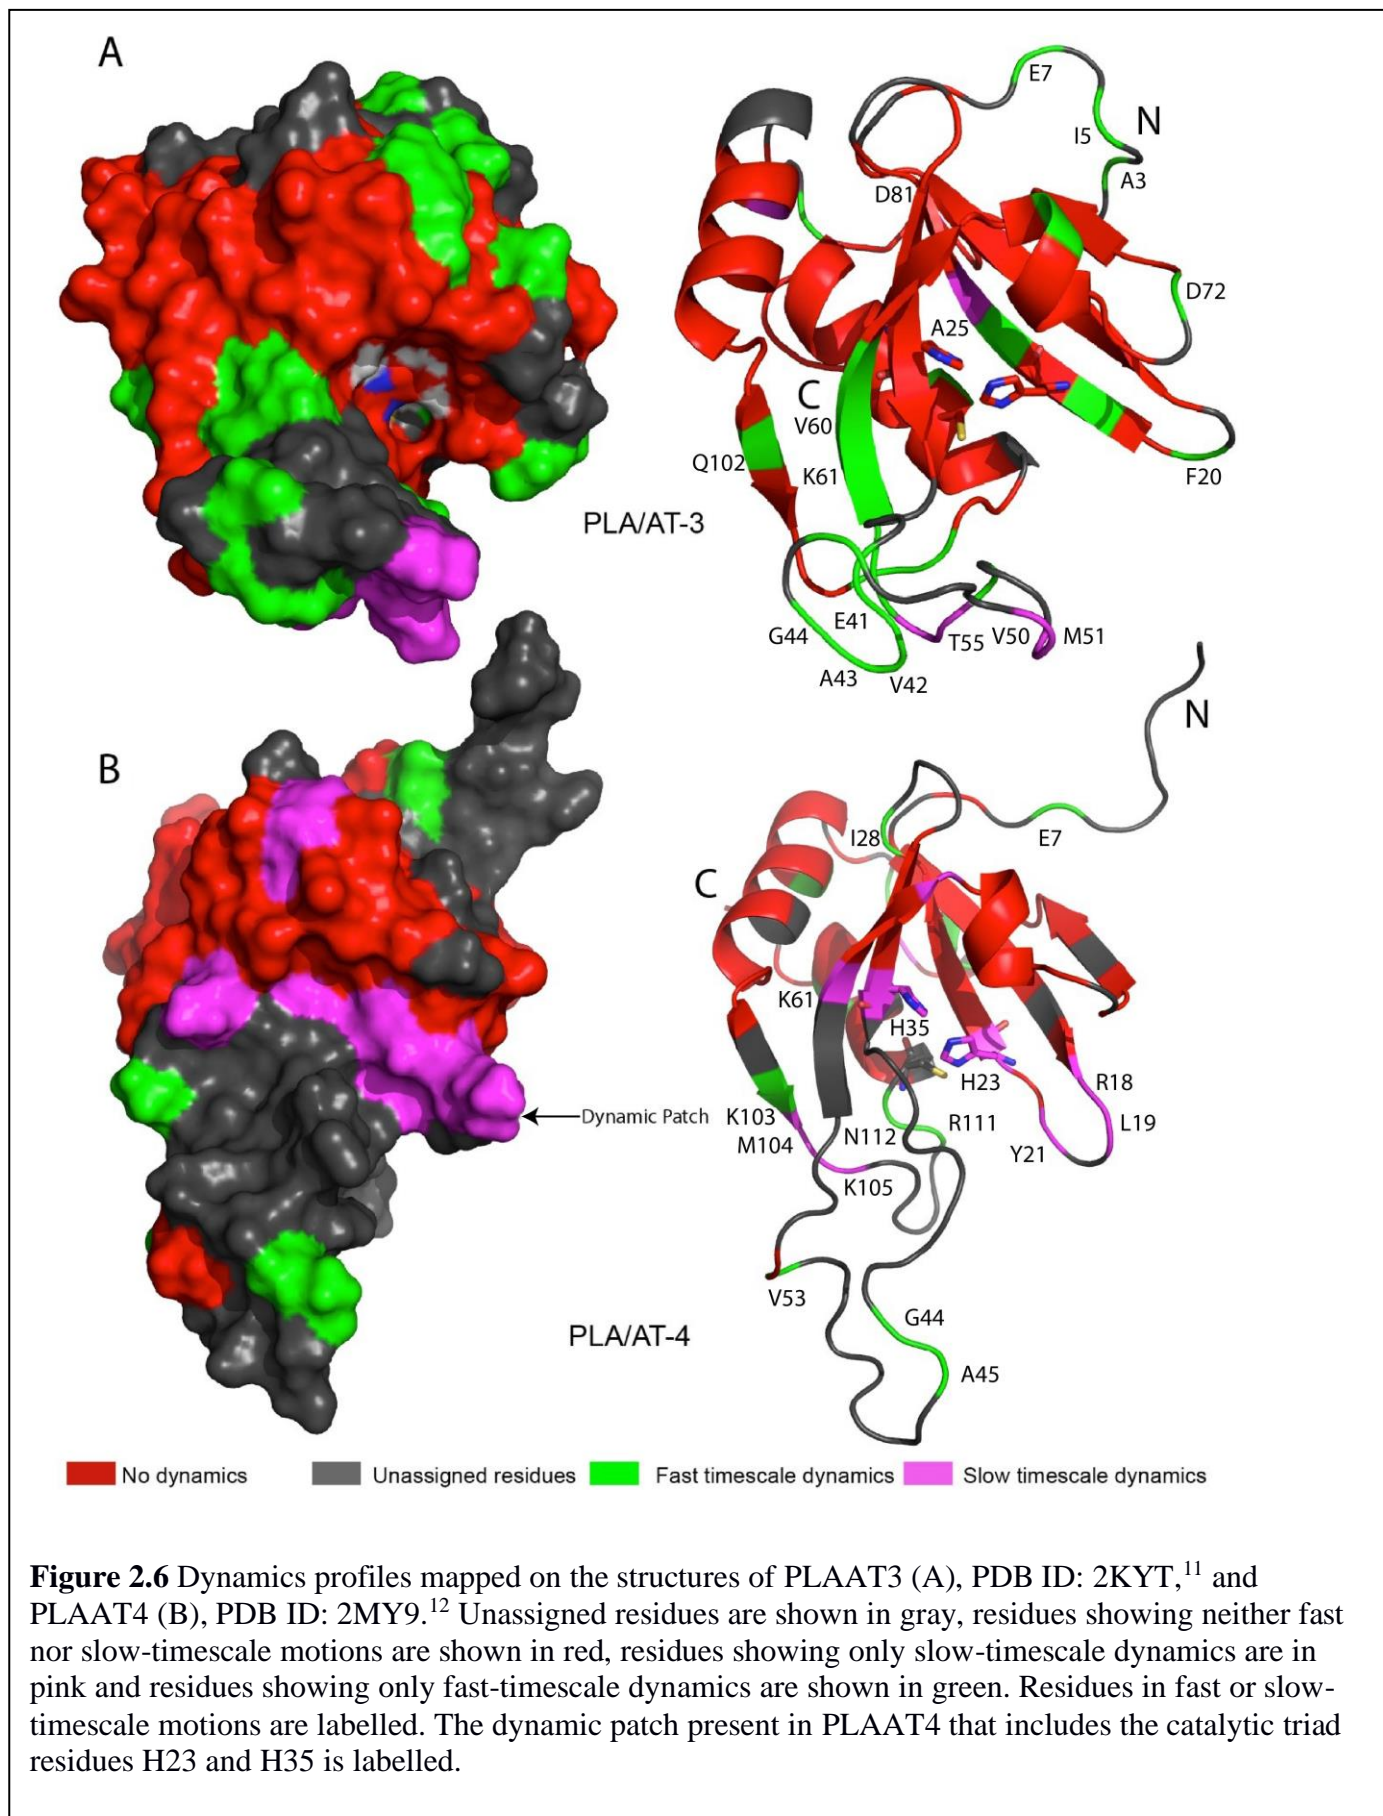 A
E7
N
I5
A3
D81
D72
A25
C
V60
Q102
K61
F20
PLA/AT-3
E41
G44
T55
V50
M51
A43
V42
N
B
I28
E7
C
K61
H35
H23
R18
Dynamic Patch
K103
N112
R111
L19
M104
Y21
K105
V53
G44
PLA/AT-4
A45
No dynamics
Unassigned residues
Fast timescale dynamics
Slow timescale dynamics
Figure 2.6 Dynamics profiles mapped on the structures of PLAAT3 (A), PDB ID: 2KYT,11 and
PLAAT4 (B), PDB ID: 2MY9.12 Unassigned residues are shown in gray, residues showing neither fast
nor slow-timescale motions are shown in red, residues showing only slow-timescale dynamics are in
pink and residues showing only fast-timescale dynamics are shown in green. Residues in fast or slow-
timescale motions are labelled. The dynamic patch present in PLAAT4 that includes the catalytic triad
residues H23 and H35 is labelled.